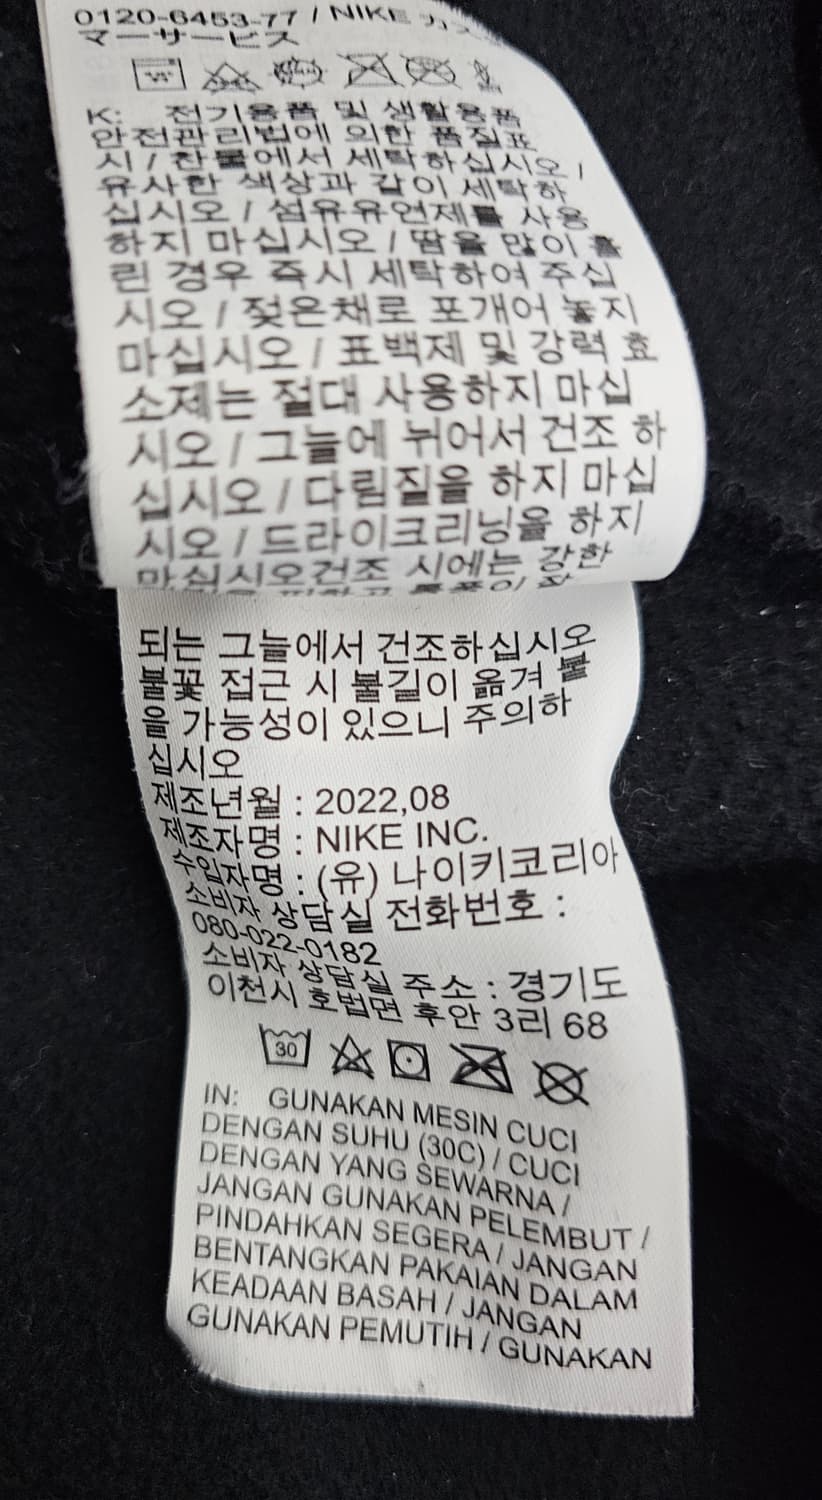 0120-6453-77 / NIKE カス
マーサービス
K: 전기용품 및 생활용품
안전관리법에 의한 품질표
시 / 찬물에서 세탁하십시오 /
유사한 색상과 같이 세탁하
십시오 / 섬유유연제를 사용
하지 마십시오 / 땀을 많이 흘
린 경우 즉시 세탁하여 주십
시오 / 젖은채로 포개어 놓지
마십시오 / 표백제 및 강력 효
소제는 절대 사용하지 마십
시오 / 그늘에 뉘어서 건조 하
십시오 / 다림질을 하지 마십
시오 / 드라이크리닝을 하지
마십시오건조 시에는 강한
되는 그늘에서 건조하십시오
불꽃 접근 시 불길이 옮겨 붙
을 가능성이 있으니 주의하
십시오
제조년월 : 2022,08
제조자명 : NIKE INC.
수입자명 : (유) 나이키코리아
소비자 상담실 전화번호 :
080-022-0182
소비자 상담실 주소 : 경기도
이천시 호법면 후안 3리 68
30
IN: GUNAKAN MESIN CUCI
DENGAN SUHU (30C) / CUCI
DENGAN YANG SEWARNA /
JANGAN GUNAKAN PELEMBUT /
PINDAHKAN SEGERA / JANGAN
BENTANGKAN PAKAIAN DALAM
KEADAAN BASAH / JANGAN
GUNAKAN PEMUTIH / GUNAKAN